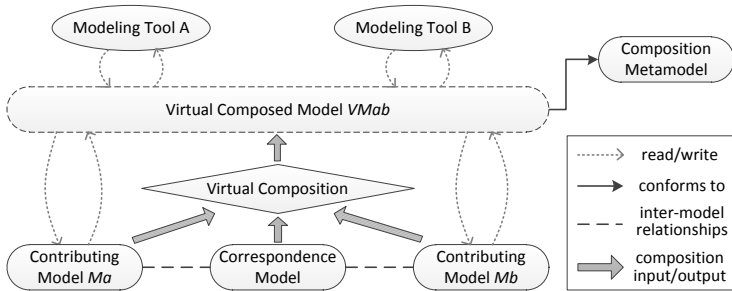 Modeling Tool A
Modeling Tool B
Composition
Metamodel
Virtual Composed Model VMab
Virtual Composition
read/write
conforms to
inter-model
relationships
composition
input/output
Contributing
Model Ma
Correspondence
Model
Contributing
Model Mb